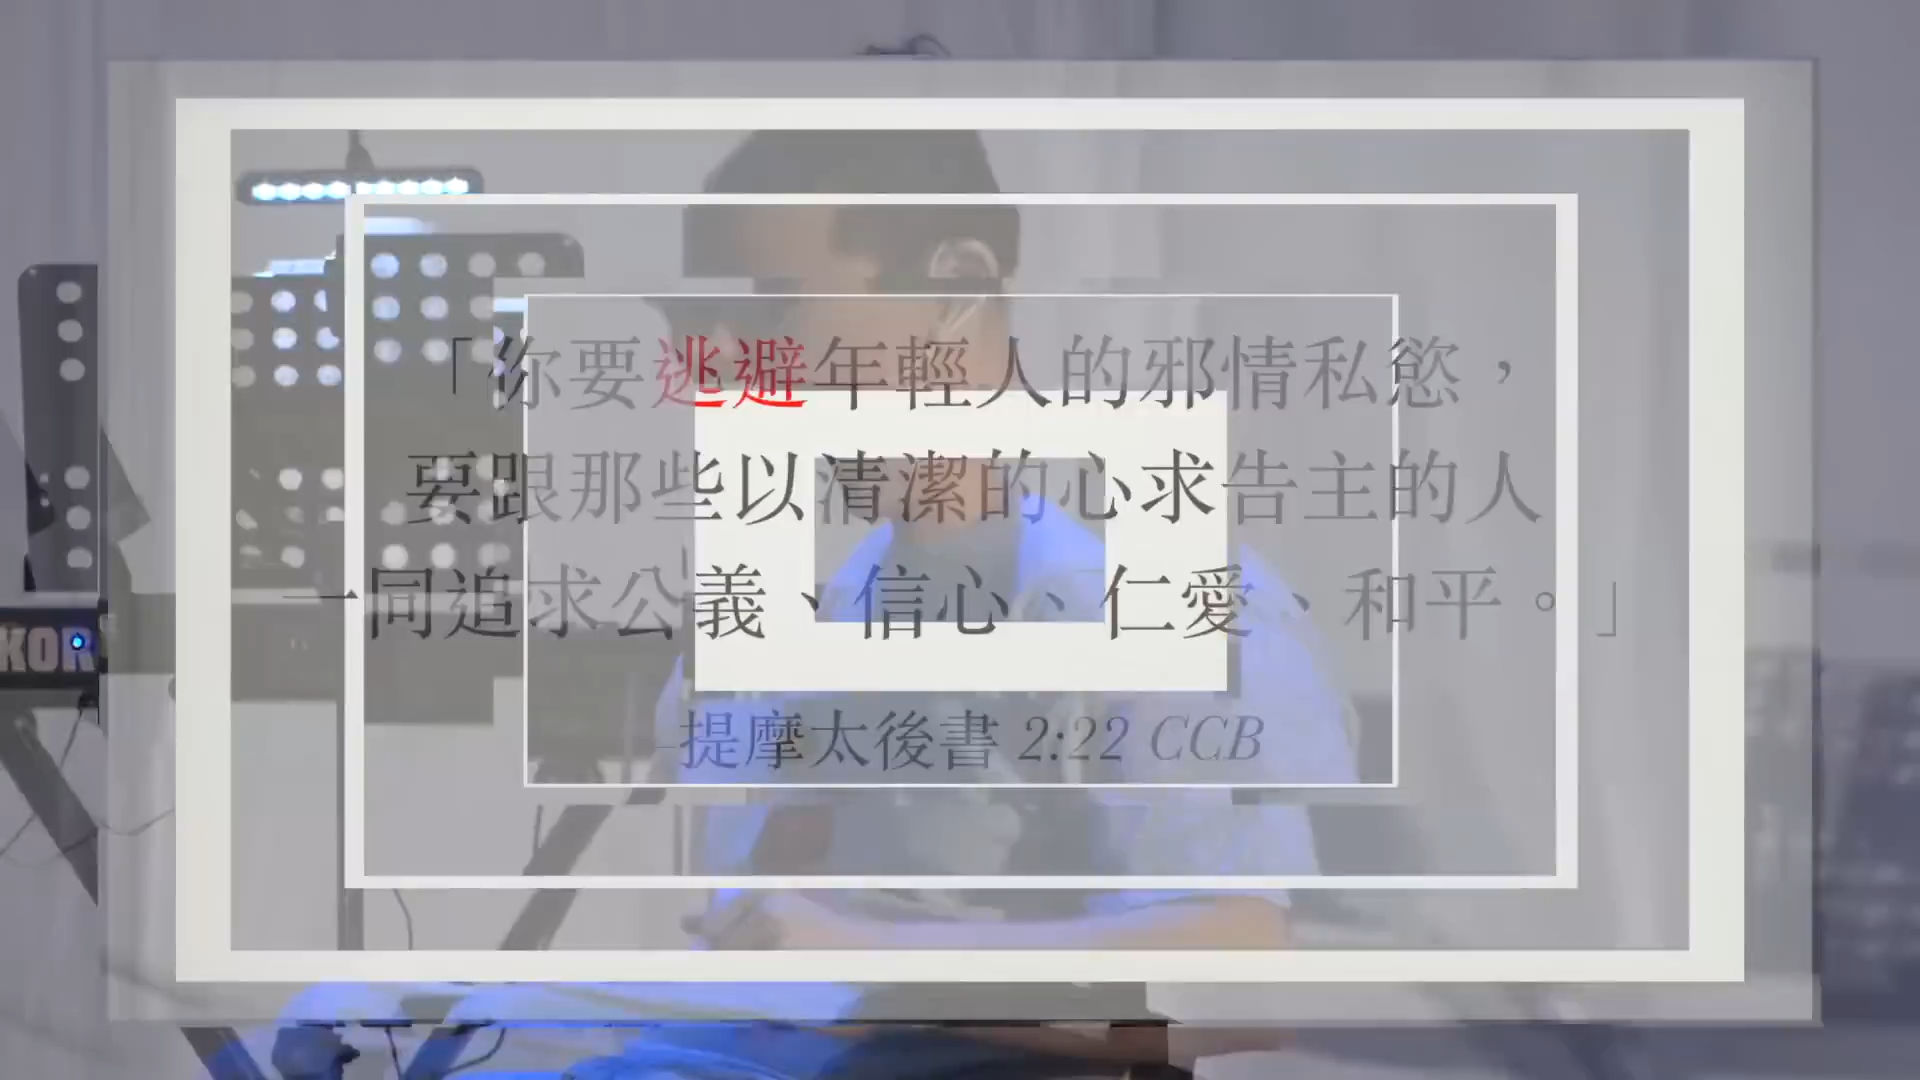 「你要逃避年輕人的邪情私慾，
要跟那些以清潔的心求告主的人
一同追求公義、信心、仁愛、和平。」
–提摩太後書 2:22 CCB
KOR